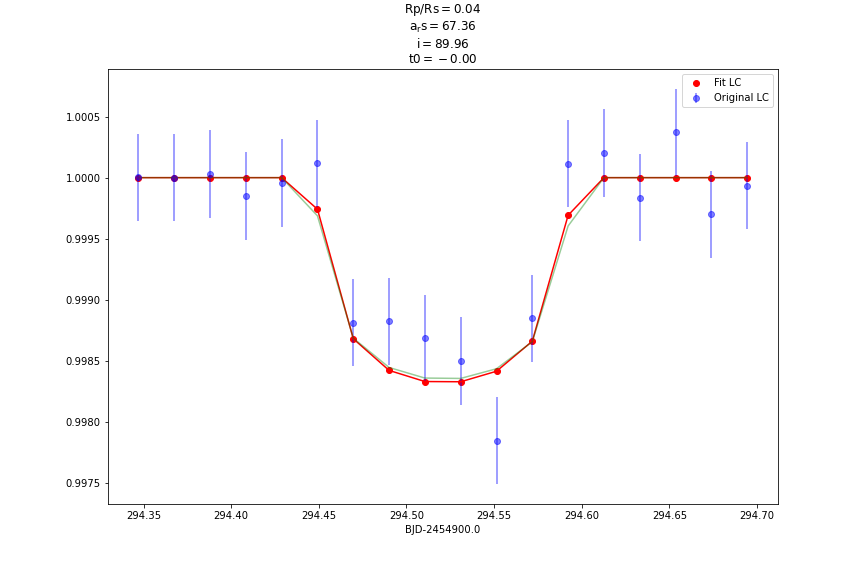 Rp/Rs = 0.04
aᵣs = 67.36
i = 89.96
t0 = −0.00
Fit LC
Original LC
1.0005
1.0000
0.9995
0.9990
0.9985
0.9980
0.9975
294.35 294.40 294.45 294.50 294.55 294.60 294.65 294.70
BJD-2454900.0